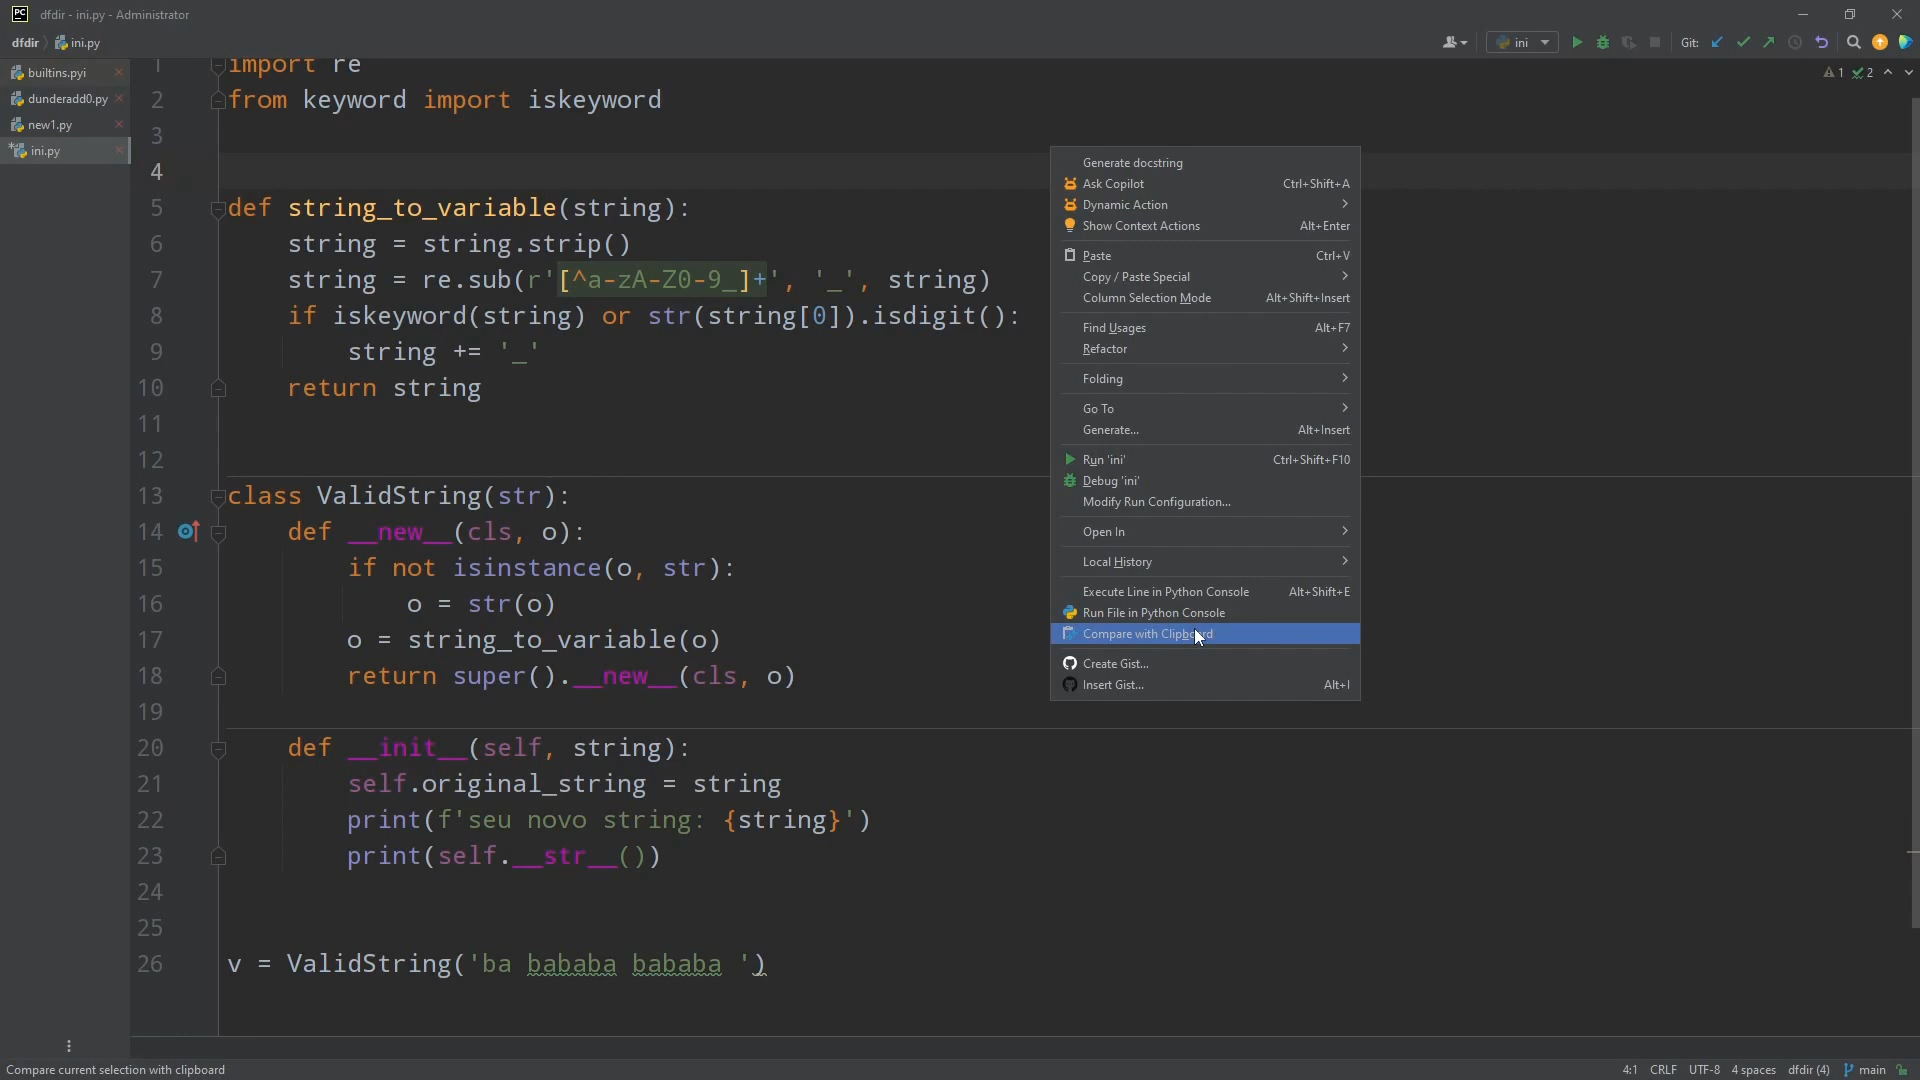 PC dfdir - ini.py - Administrator
dfdir ini.py
ini Git:
builtins.pyi
dunderadd0.py
new1.py
*ini.py
1 2
1 import re
2 from keyword import iskeyword
3
4
5 def string_to_variable(string):
6 string = string.strip()
7 string = re.sub(r'[^a-zA-Z0-9_]+', '_', string)
8 if iskeyword(string) or str(string[0]).isdigit():
9 string += '_'
10 return string
11
12
13 class ValidString(str):
14 def __new__(cls, o):
15 if not isinstance(o, str):
16 o = str(o)
17 o = string_to_variable(o)
18 return super().__new__(cls, o)
19
20 def __init__(self, string):
21 self.original_string = string
22 print(f'seu novo string: {string}')
23 print(self.__str__())
24
25
26 v = ValidString('ba bababa bababa ')
Generate docstring
Ask Copilot Ctrl+Shift+A
Dynamic Action
Show Context Actions Alt+Enter
Paste Ctrl+V
Copy / Paste Special
Column Selection Mode Alt+Shift+Insert
Find Usages Alt+F7
Refactor
Folding
Go To
Generate... Alt+Insert
Run 'ini' Ctrl+Shift+F10
Debug 'ini'
Modify Run Configuration...
Open In
Local History
Execute Line in Python Console Alt+Shift+E
Run File in Python Console
Compare with Clipboard
Create Gist...
Insert Gist... Alt+I
Compare current selection with clipboard
4:1 CRLF UTF-8 4 spaces dfdir (4) main